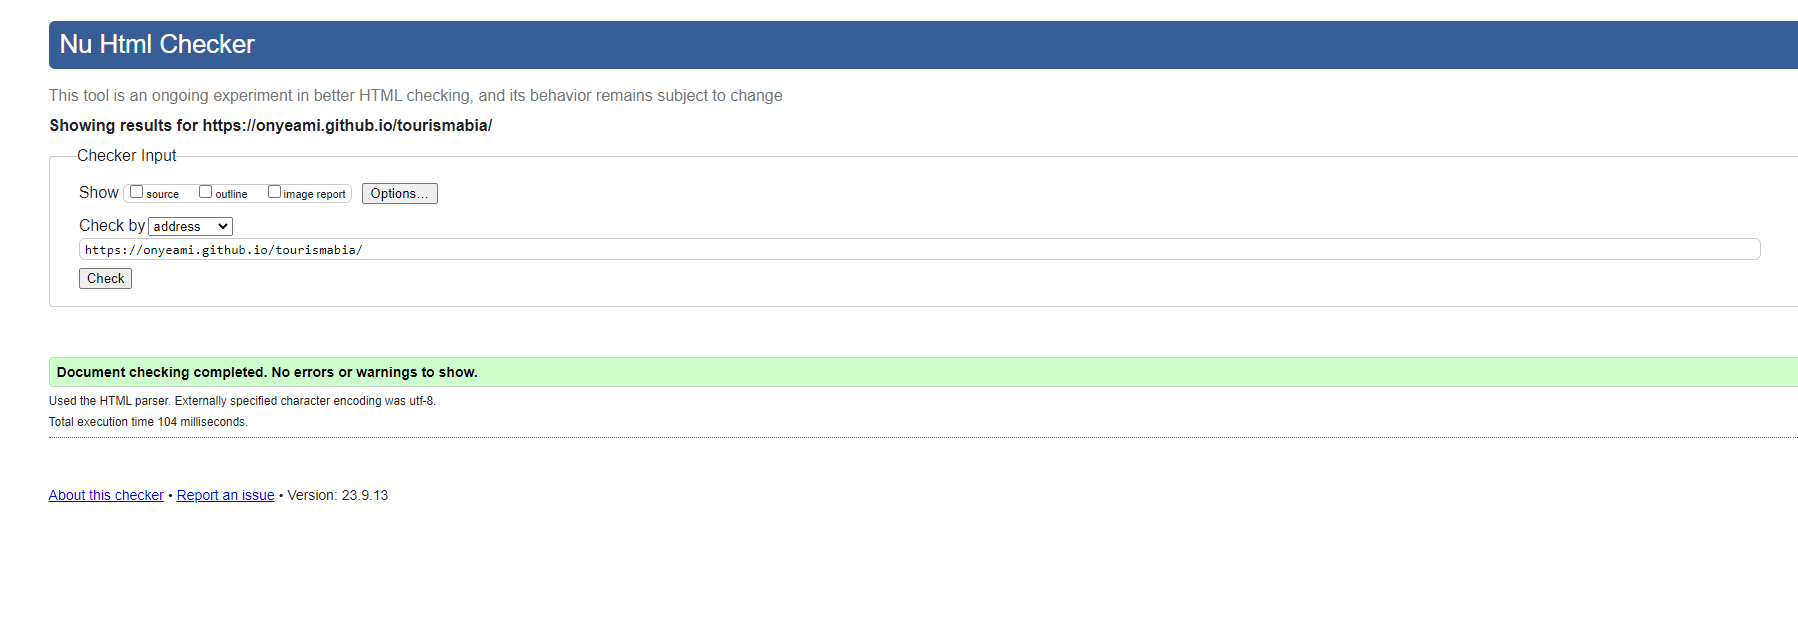 Nu Html Checker
This tool is an ongoing experiment in better HTML checking, and its behavior remains subject to change
Showing results for https://onyeami.github.io/tourismabia/
Checker Input
Show source outline image report Options...
Check by address
https://onyeami.github.io/tourismabia/
Check
Document checking completed. No errors or warnings to show.
Used the HTML parser. Externally specified character encoding was utf-8.
Total execution time 104 milliseconds.
About this checker • Report an issue • Version: 23.9.13